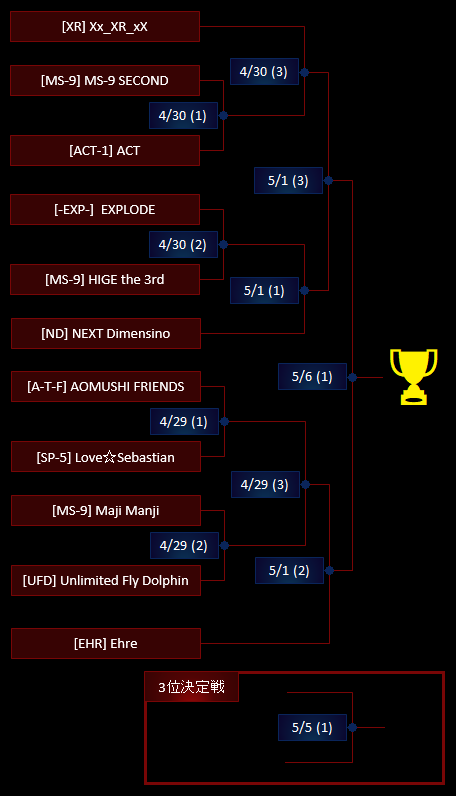 [XR] Xx_XR_xX
4/30 (3)
[MS-9] MS-9 SECOND
4/30 (1)
[ACT-1] ACT
5/1 (3)
[-EXP-] EXPLODE
4/30 (2)
[MS-9] HIGE the 3rd
5/1 (1)
[ND] NEXT Dimensino
5/6 (1)
[A-T-F] AOMUSHI FRIENDS
4/29 (1)
[SP-5] Love☆Sebastian
4/29 (3)
[MS-9] Maji Manji
4/29 (2)
[UFD] Unlimited Fly Dolphin
5/1 (2)
[EHR] Ehre
3位決定戦
5/5 (1)